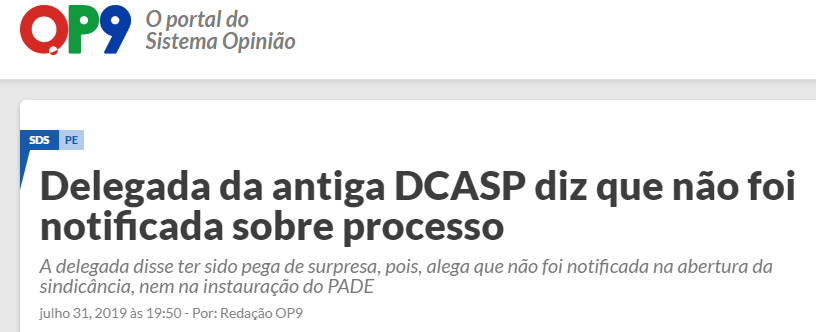 OP9
O portal do
Sistema Opinião
SDS PE
Delegada da antiga DCASP diz que não foi
notificada sobre processo
A delegada disse ter sido pega de surpresa, pois, alega que não foi notificada na abertura da
sindicância, nem na instauração do PADE
julho 31, 2019 às 19:50 - Por: Redação OP9